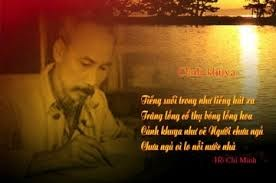 Cảnh khuya
Tiếng suối trong như tiếng hát xa
Trăng lồng cổ thụ bóng lồng hoa
Cảnh khuya như vẽ Người chưa ngủ
Chưa ngủ vì lo nỗi nước nhà
Hồ Chí Minh